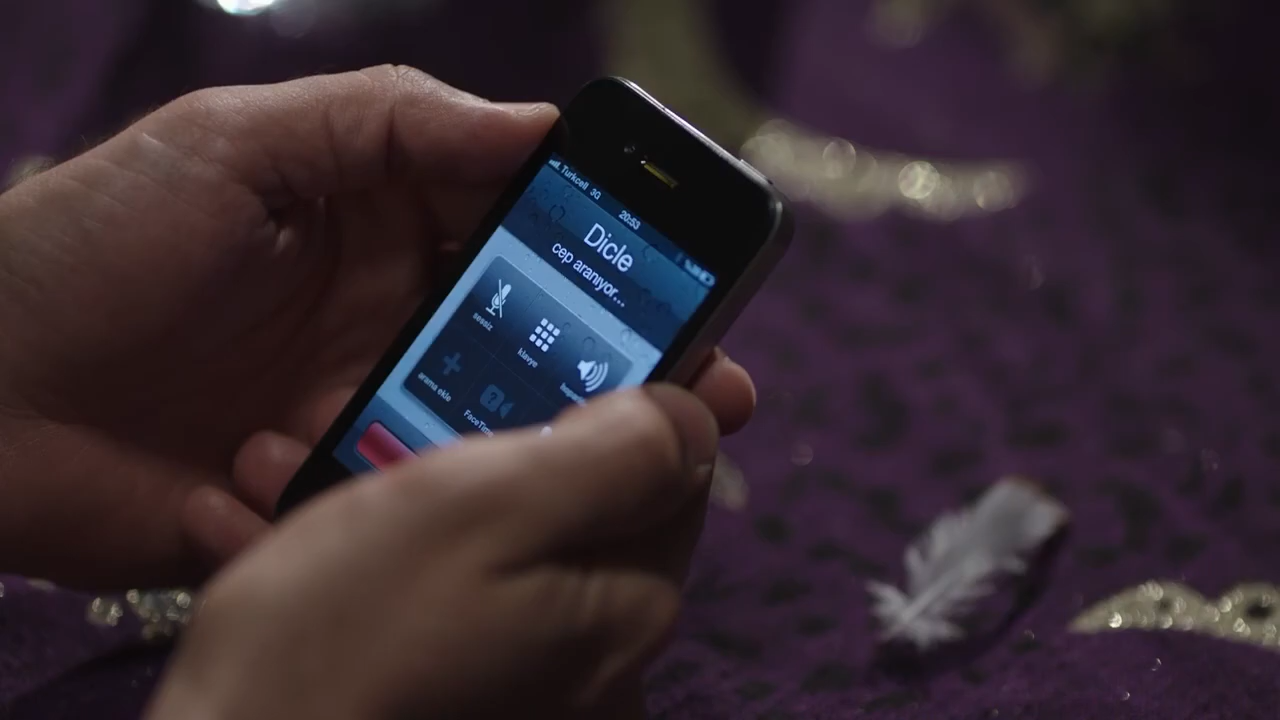 Turkcell 3G
20:53
Dicle
cep aranıyor...
sessiz
klavye
arama ekle